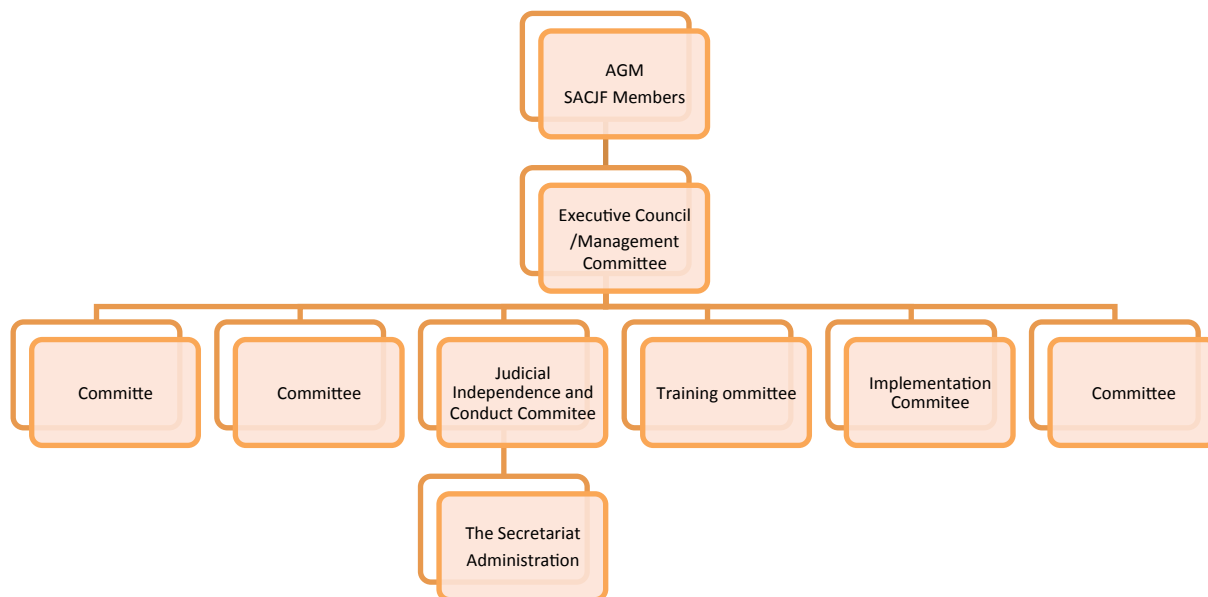 AGM
SACJF Members
Executive Council
/Management
Committee
Committe
Committee
Judicial
Independence and
Conduct Commitee
Training ommittee
Implementation
Commitee
Committee
The Secretariat
Administration